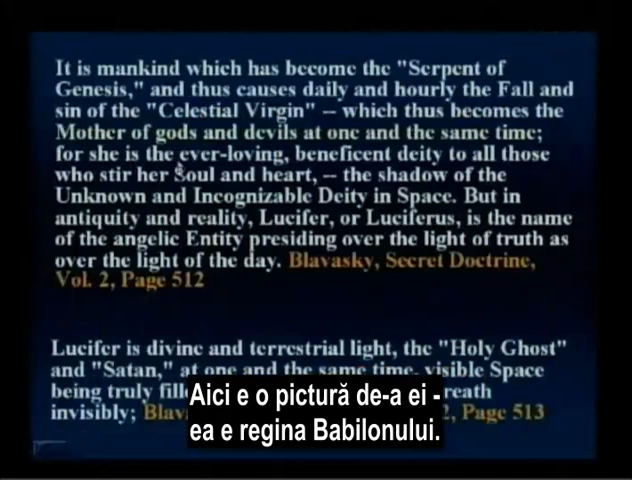 It is mankind which has become the "Serpent of
Genesis," and thus causes daily and hourly the Fall and
sin of the "Celestial Virgin" -- which thus becomes the
Mother of gods and devils at one and the same time;
for she is the ever-loving, beneficent deity to all those
who stir her Soul and heart, -- the shadow of the
Unknown and Incognizable Deity in Space. But in
antiquity and reality, Lucifer, or Luciferus, is the name
of the angelic Entity presiding over the light of truth as
over the light of the day. Blavasky, Secret Doctrine,
Vol. 2, Page 512
Lucifer is divine and terrestrial light, the "Holy Ghost"
and "Satan," at one and the same time, visible Space
being truly
invisibly; Page 513
Aici e o pictură de-a ei -
ea e regina Babilonului.